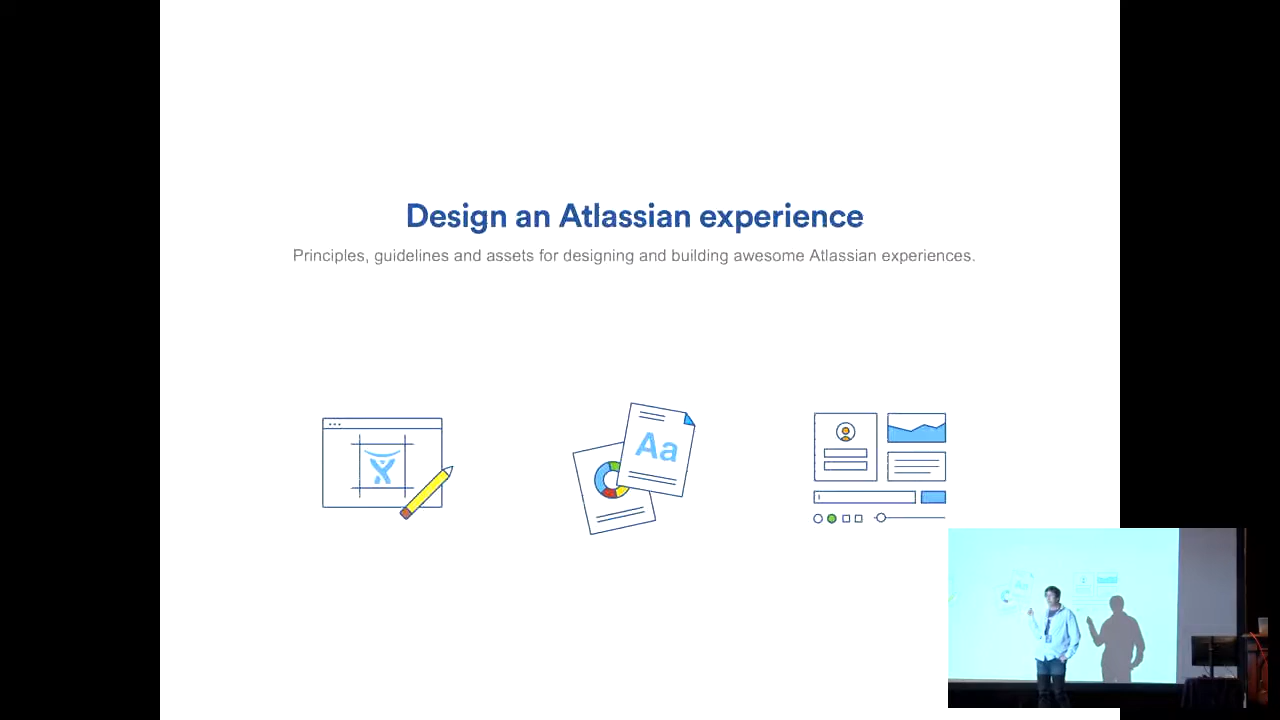 Design an Atlassian experience
Principles, guidelines and assets for designing and building awesome Atlassian experiences.
Aa